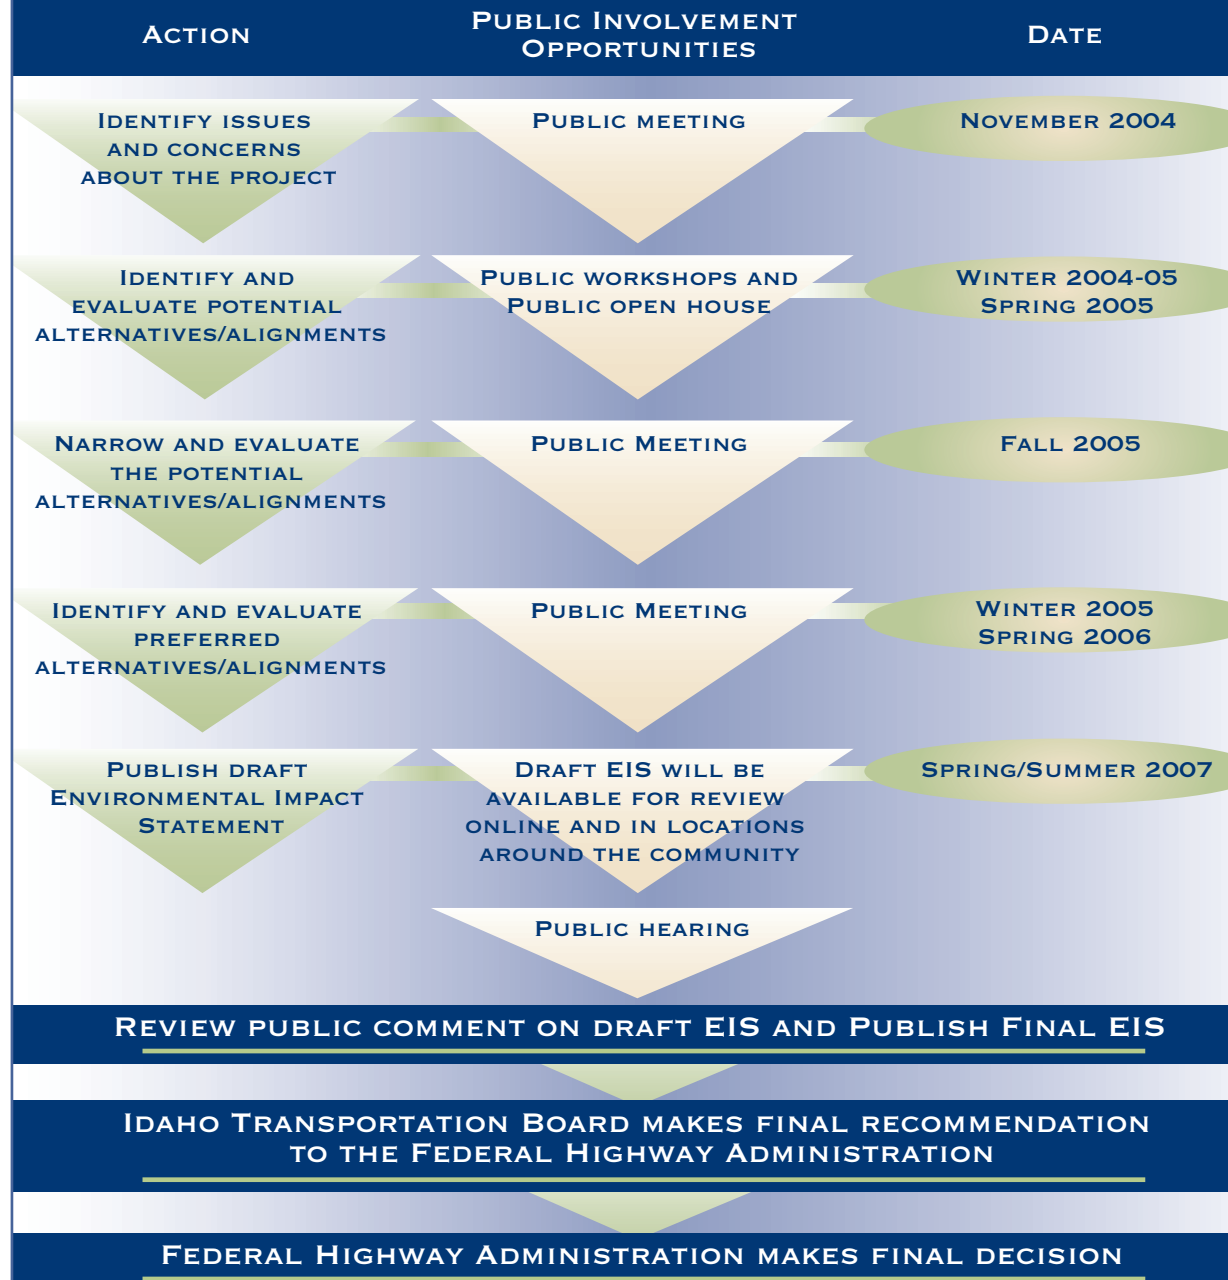 Action
Public Involvement
Opportunities
Date
Identify issues
and concerns
about the project
Public meeting
November 2004
Identify and
evaluate potential
alternatives/alignments
Public workshops and
Public open house
Winter 2004-05
Spring 2005
Narrow and evaluate
the potential
alternatives/alignments
Public Meeting
Fall 2005
Identify and evaluate
preferred
alternatives/alignments
Public Meeting
Winter 2005
Spring 2006
Publish draft
Environmental Impact
Statement
Draft EIS will be
available for review
online and in locations
around the community
Spring/Summer 2007
Public hearing
Review public comment on draft EIS and Publish Final EIS
Idaho Transportation Board makes final recommendation
to the Federal Highway Administration
Federal Highway Administration makes final decision